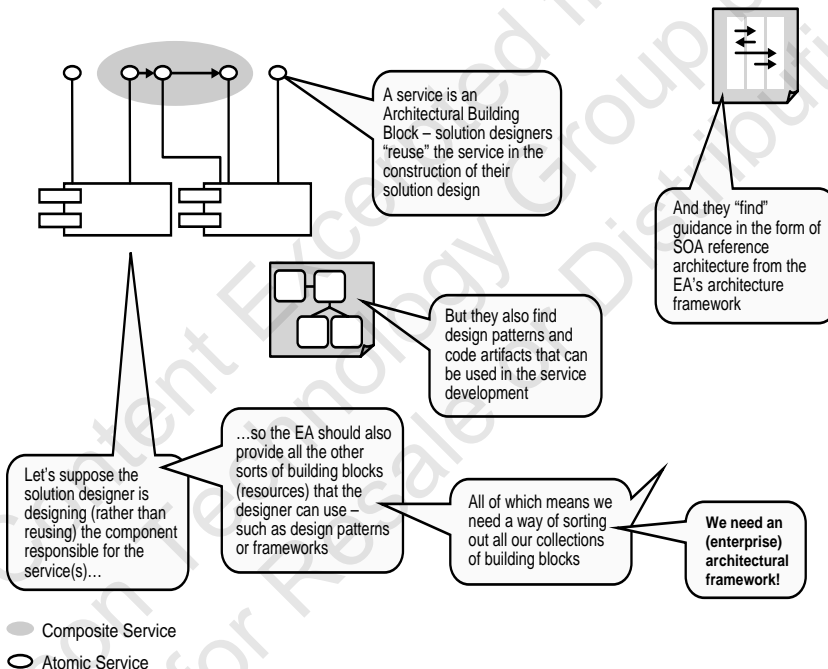 A service is an
Architectural Building
Block – solution designers
“reuse” the service in the
construction of their
solution design
And they “find”
guidance in the form of
SOA reference
architecture from the
EA’s architecture
framework
But they also find
design patterns and
code artifacts that can
be used in the service
development
Let’s suppose the
solution designer is
designing (rather than
reusing) the component
responsible for the
service(s)…
…so the EA should also
provide all the other
sorts of building blocks
(resources) that the
designer can use –
such as design patterns
or frameworks
All of which means we
need a way of sorting
out all our collections
of building blocks
We need an
(enterprise)
architectural
framework!
Composite Service
Atomic Service